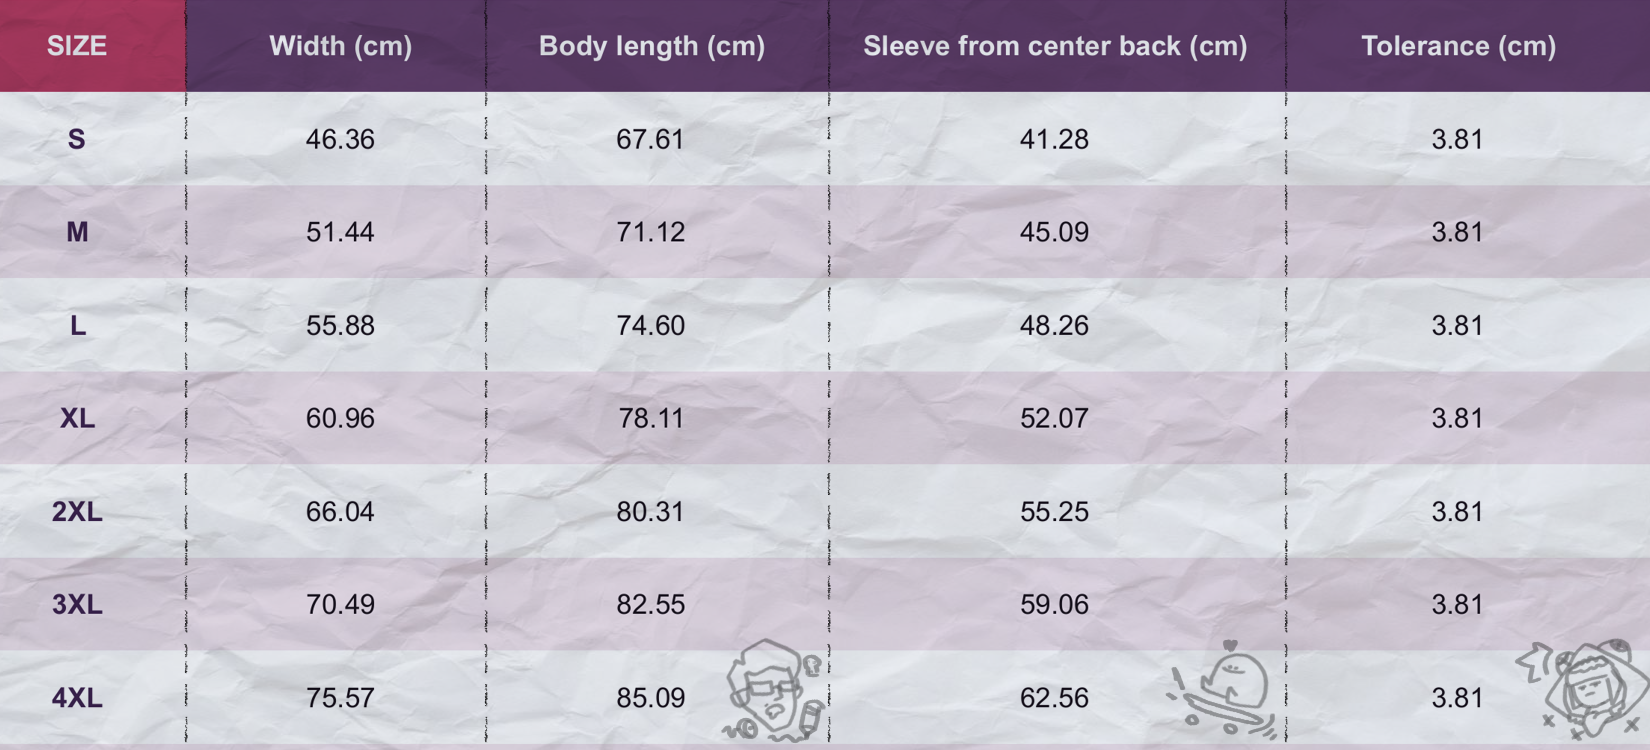 SIZE Width (cm) Body length (cm) Sleeve from center back (cm) Tolerance (cm)
S 46.36 67.61 41.28 3.81
M 51.44 71.12 45.09 3.81
L 55.88 74.60 48.26 3.81
XL 60.96 78.11 52.07 3.81
2XL 66.04 80.31 55.25 3.81
3XL 70.49 82.55 59.06 3.81
4XL 75.57 85.09 62.56 3.81